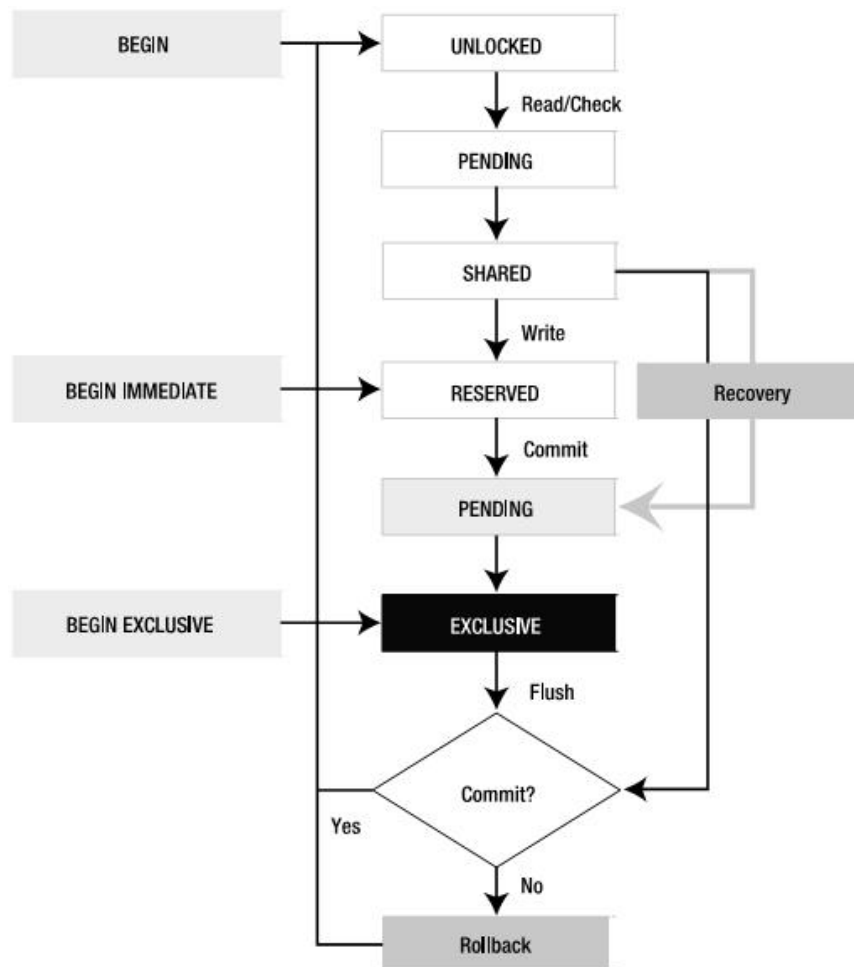 BEGIN
UNLOCKED
Read/Check
PENDING
SHARED
Write
BEGIN IMMEDIATE
RESERVED
Recovery
Commit
PENDING
BEGIN EXCLUSIVE
EXCLUSIVE
Flush
Commit?
Yes
No
Rollback